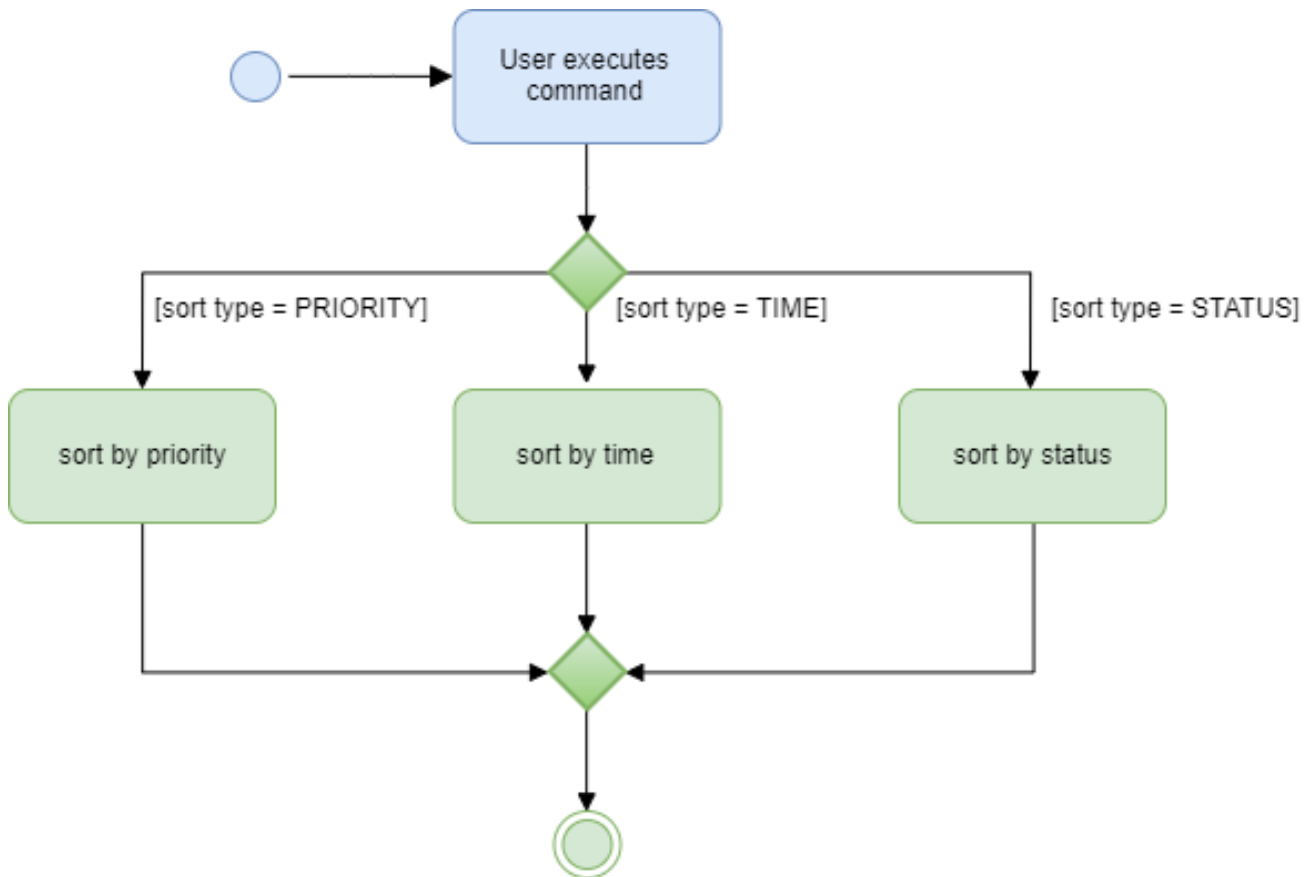 User executes
command
[sort type = PRIORITY]
[sort type = TIME]
[sort type = STATUS]
sort by priority
sort by time
sort by status